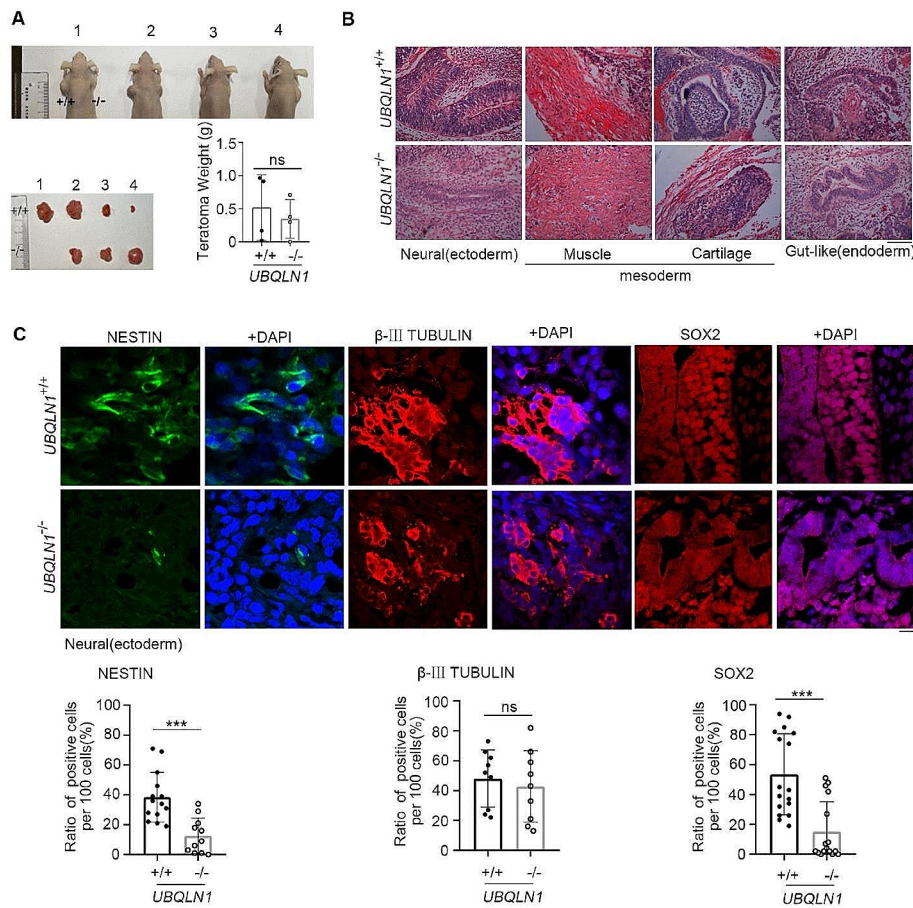 A
1 2 3 4
+/+ -/-
1 2 3 4
+/+
-/-
Teratoma Weight (g)
1.5
1.0
0.5
0
ns
+/+ -/-
UBQLN1
B
UBQLN1+/+
UBQLN1-/-
Neural(ectoderm) Muscle Cartilage Gut-like(endoderm)
mesoderm
C
NESTIN +DAPI β-III TUBULIN +DAPI SOX2 +DAPI
UBQLN1+/+
UBQLN1-/-
Neural(ectoderm)
NESTIN
Ratio of positive cells
per 100 cells(%)
100
80
60
40
20
0
***
+/+ -/-
UBQLN1
β-III TUBULIN
Ratio of positive cells
per 100 cells(%)
100
80
60
40
20
0
ns
+/+ -/-
UBQLN1
SOX2
Ratio of positive cells
per 100 cells(%)
100
80
60
40
20
0
***
+/+ -/-
UBQLN1